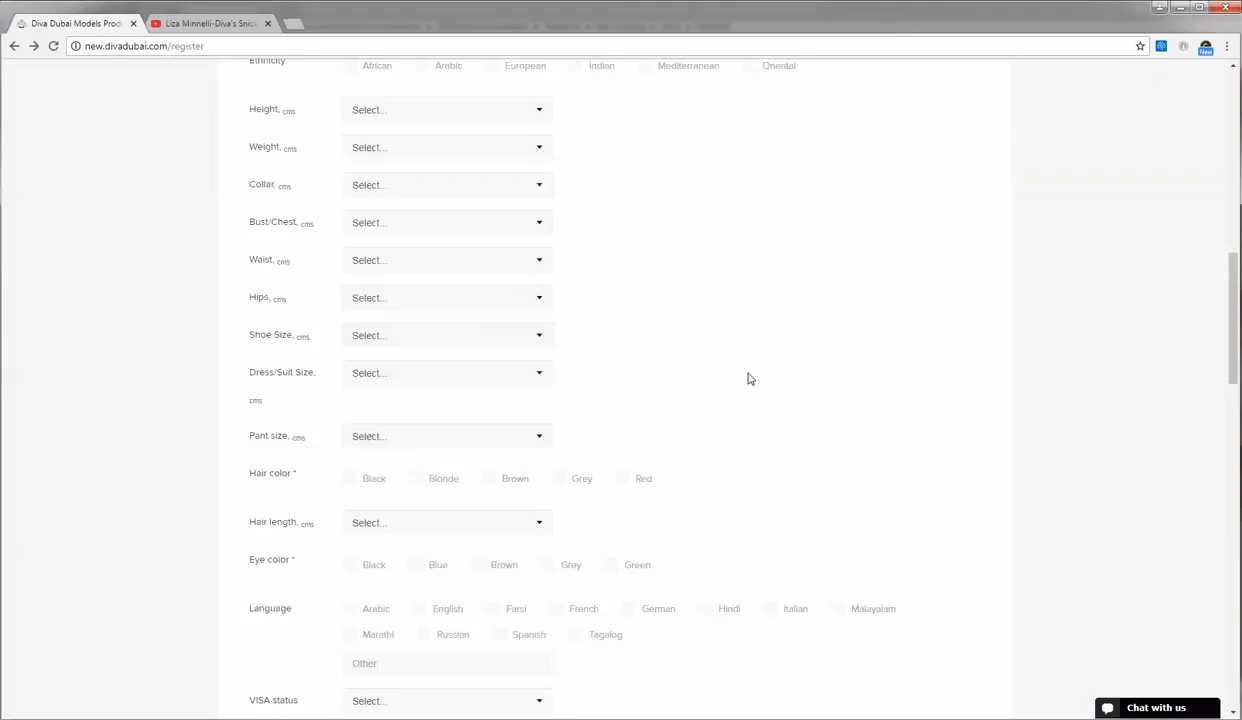 Diva Dubai Models Produ
Liza Minnelli-Diva's Snick
new.divadubai.com/register
New
Ethnicity African Arabic European Indian Mediterranean Oriental
Height, cms Select...
Weight, cms Select...
Collar, cms Select...
Bust/Chest, cms Select...
Waist, cms Select...
Hips, cms Select...
Shoe Size, cms Select...
Dress/Suit Size, Select...
cms
Pant size, cms Select...
Hair color * Black Blonde Brown Grey Red
Hair length, cms Select...
Eye color * Black Blue Brown Grey Green
Language Arabic English Farsi French German Hindi Italian Malayalam
Marathi Russian Spanish Tagalog
Other
VISA status Select...
Chat with us